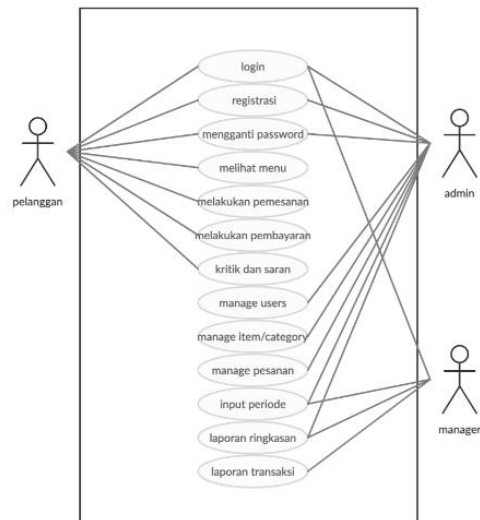 login
registrasi
mengganti password
melihat menu
melakukan pemesanan
melakukan pembayaran
kritik dan saran
manage users
manage item/category
manage pesanan
input periode
laporan ringkasan
laporan transaksi
pelanggan
admin
manager